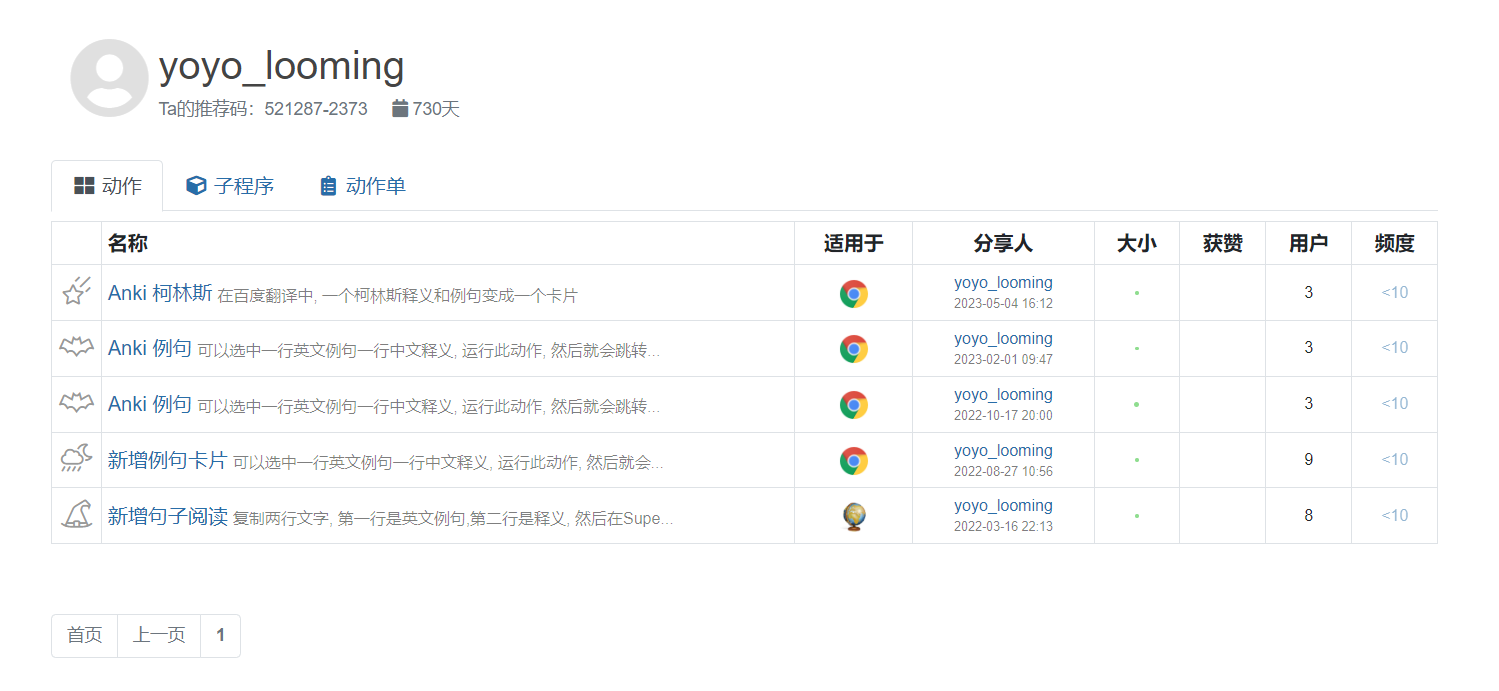 yoyo_looming
Ta的推荐码：521287-2373 730天
动作 子程序 动作单
名称 适用于 分享人 大小 获赞 用户 频度
Anki 柯林斯 在百度翻译中, 一个柯林斯释义和例句变成一个卡片 yoyo_looming 3 <10
2023-05-04 16:12
Anki 例句 可以选中一行英文例句一行中文释义, 运行此动作, 然后就会跳转... yoyo_looming 3 <10
2023-02-01 09:47
Anki 例句 可以选中一行英文例句一行中文释义, 运行此动作, 然后就会跳转... yoyo_looming 3 <10
2022-10-17 20:00
新增例句卡片 可以选中一行英文例句一行中文释义, 运行此动作, 然后就会... yoyo_looming 9 <10
2022-08-27 10:56
新增句子阅读 复制两行文字, 第一行是英文例句,第二行是释义, 然后在Supe... yoyo_looming 8 <10
2022-03-16 22:13
首页 上一页 1